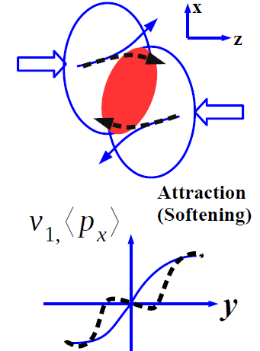 x
z
Attraction
(Softening)
v₁,⟨pₓ⟩
y